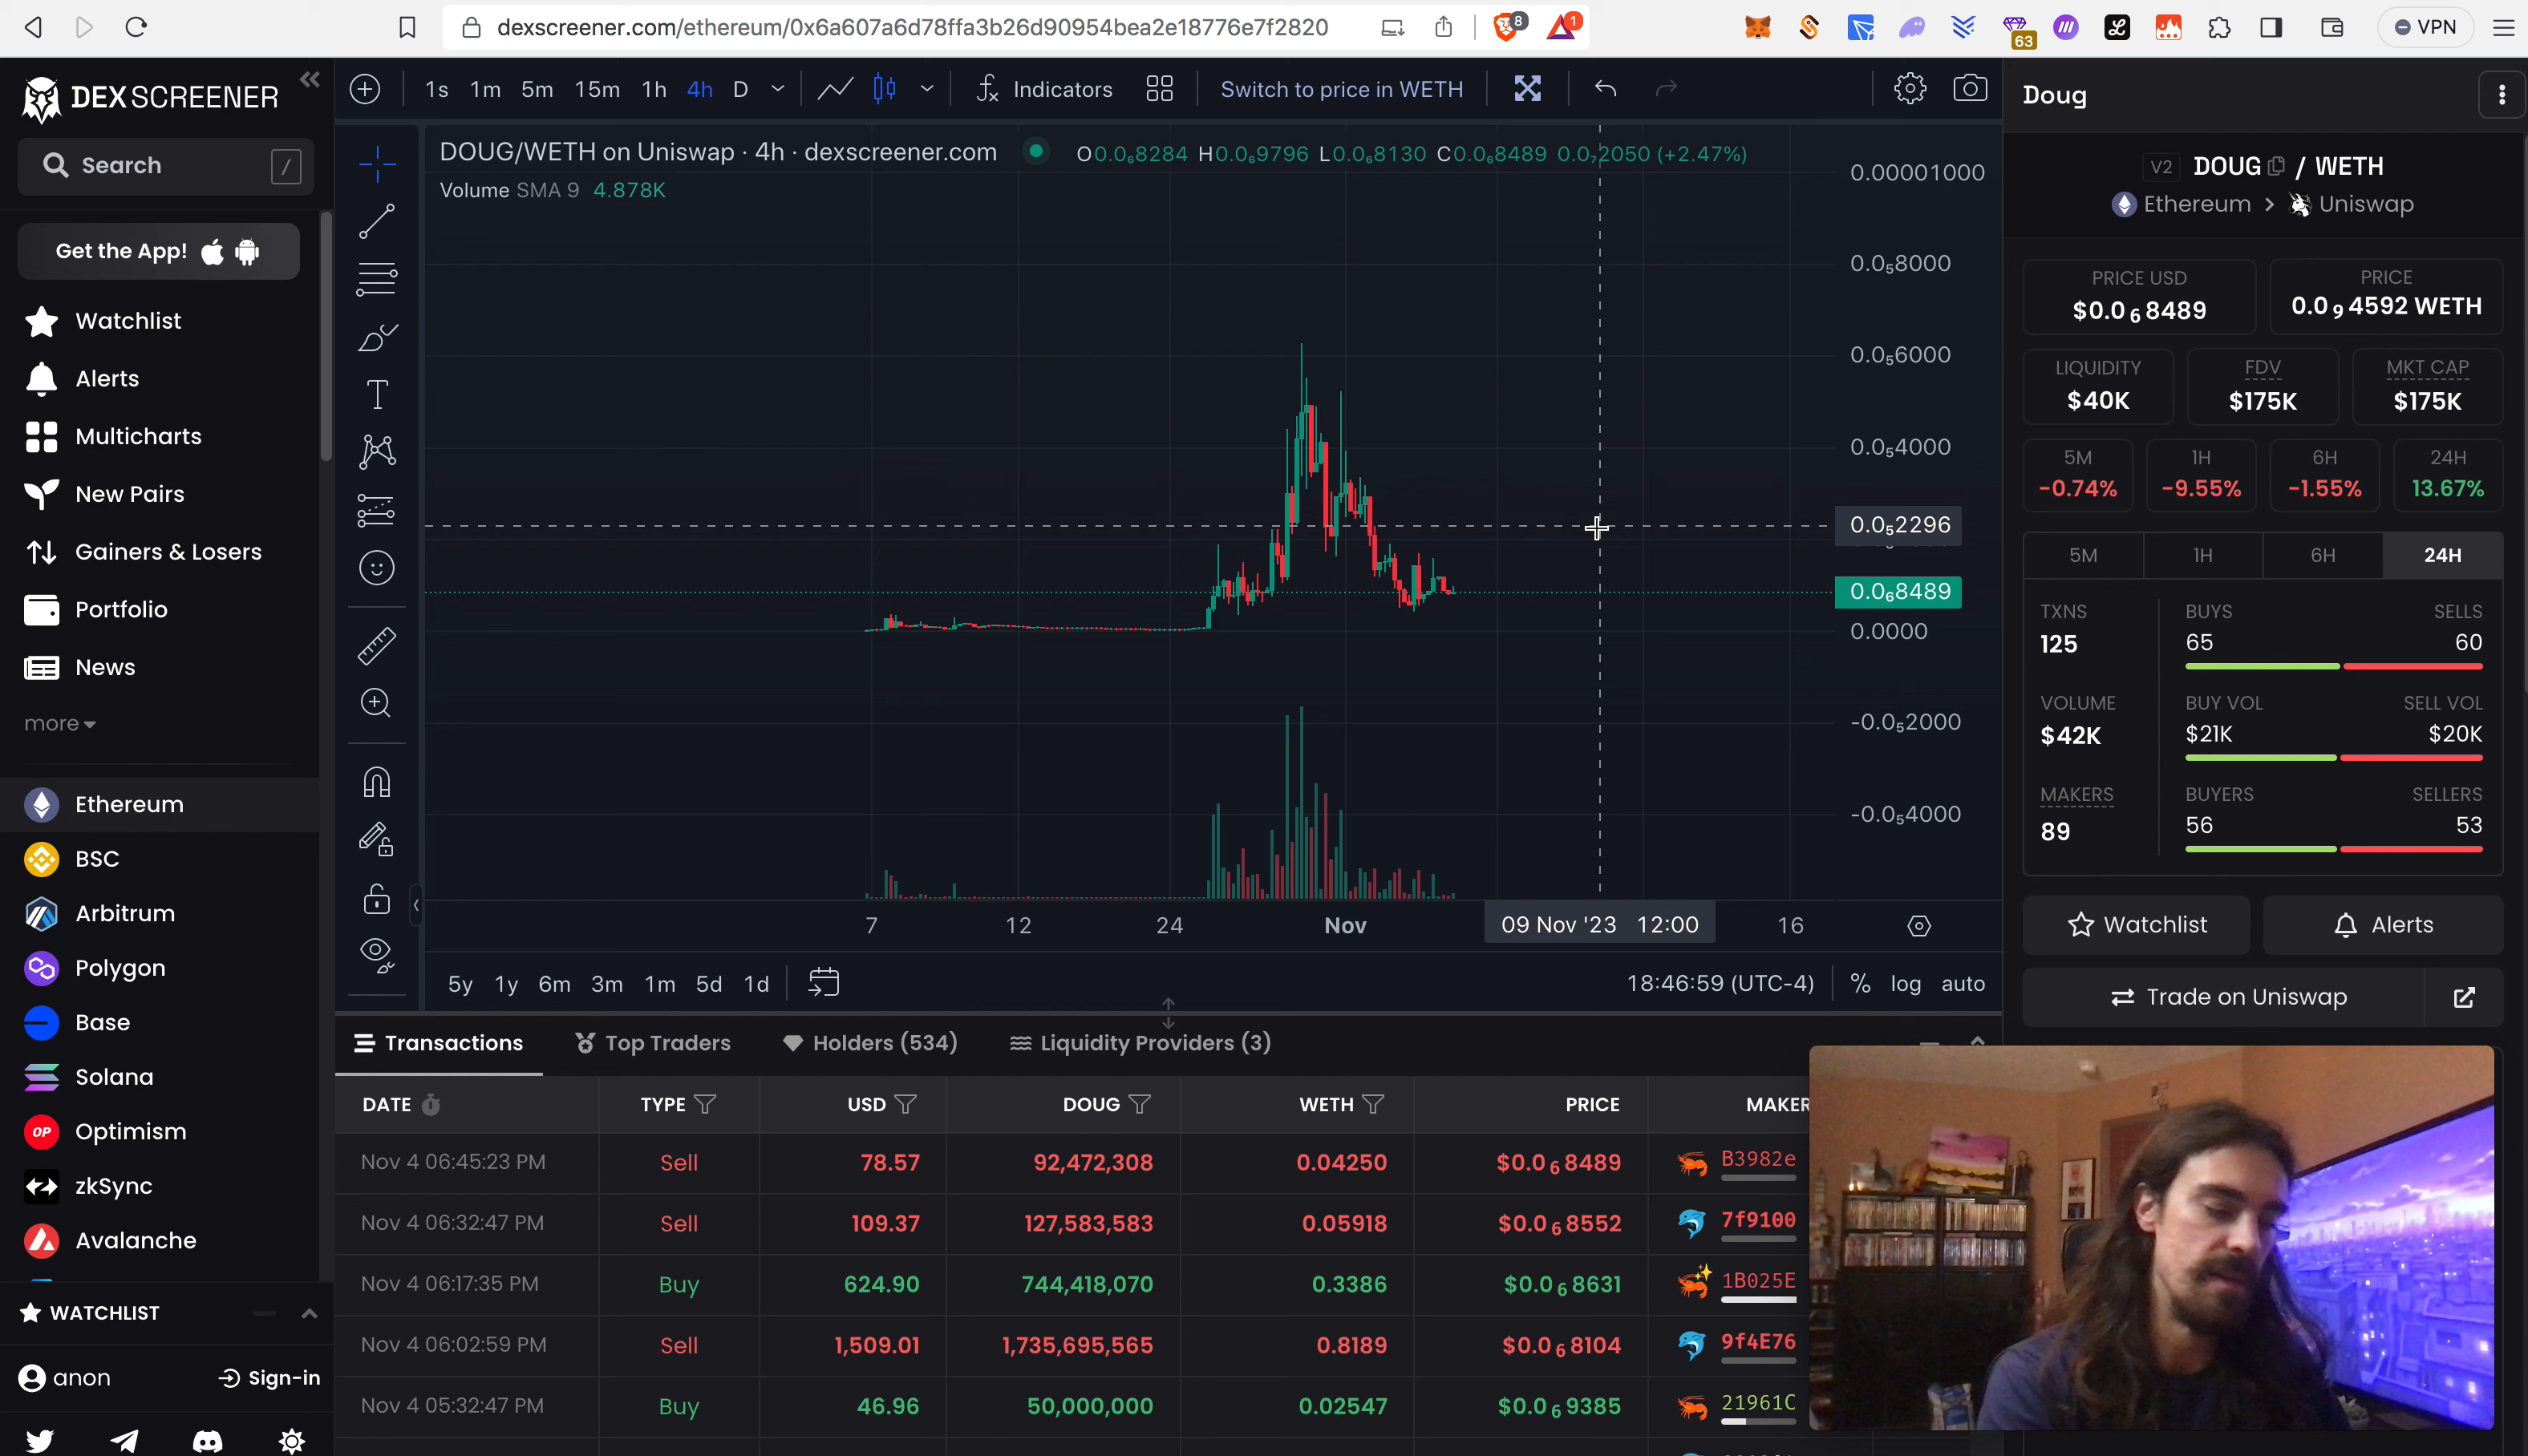 dexscreener.com/ethereum/0x6a607a6d78ffa3b26d90954bea2e18776e7f2820
8
1
63
VPN
DEX SCREENER
Search /
Get the App!
Watchlist
Alerts
Multicharts
New Pairs
Gainers & Losers
Portfolio
News
more
Ethereum
BSC
Arbitrum
Polygon
Base
Solana
OP Optimism
zkSync
Avalanche
WATCHLIST
anon Sign-in
1s 1m 5m 15m 1h 4h D Indicators Switch to price in WETH
DOUG/WETH on Uniswap · 4h · dexscreener.com O0.0₆8284 H0.0₆9796 L0.0₆8130 C0.0₆8489 0.0₇2050 (+2.47%)
Volume SMA 9 4.878K
0.00001000
0.0₅8000
0.0₅6000
0.0₅4000
0.0₅2296
0.0₆8489
0.0000
-0.0₅2000
-0.0₅4000
7 12 24 Nov 09 Nov '23 12:00 16
5y 1y 6m 3m 1m 5d 1d 18:46:59 (UTC-4) % log auto
Transactions Top Traders Holders (534) Liquidity Providers (3)
DATE TYPE USD DOUG WETH PRICE MAKER
Nov 4 06:45:23 PM Sell 78.57 92,472,308 0.04250 $0.0₆8489 B3982e
Nov 4 06:32:47 PM Sell 109.37 127,583,583 0.05918 $0.0₆8552 7f9100
Nov 4 06:17:35 PM Buy 624.90 744,418,070 0.3386 $0.0₆8631 1B025E
Nov 4 06:02:59 PM Sell 1,509.01 1,735,695,565 0.8189 $0.0₆8104 9f4E76
Nov 4 05:32:47 PM Buy 46.96 50,000,000 0.02547 $0.0₆9385 21961C
Doug
V2 DOUG / WETH
Ethereum > Uniswap
PRICE USD PRICE
$0.0₆8489 0.0₉4592 WETH
LIQUIDITY FDV MKT CAP
$40K $175K $175K
5M 1H 6H 24H
-0.74% -9.55% -1.55% 13.67%
5M 1H 6H 24H
TXNS BUYS SELLS
125 65 60
VOLUME BUY VOL SELL VOL
$42K $21K $20K
MAKERS BUYERS SELLERS
89 56 53
Watchlist Alerts
Trade on Uniswap